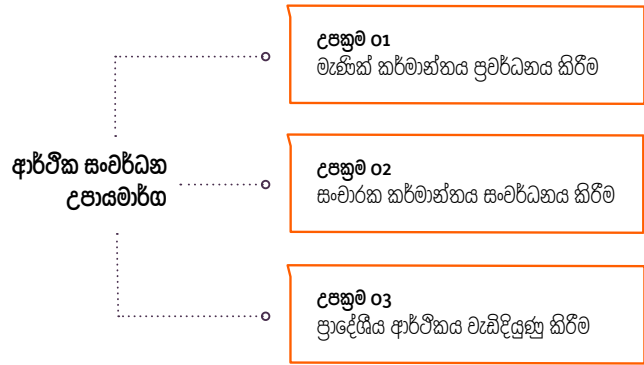 ආර්ථික සංවර්ධන
උපායමාර්ග
උපක්‍රම 01
මැණික් කර්මාන්තය ප්‍රවර්ධනය කිරීම
උපක්‍රම 02
සංචාරක කර්මාන්තය සංවර්ධනය කිරීම
උපක්‍රම 03
ප්‍රාදේශීය ආර්ථිකය වැඩිදියුණු කිරීම